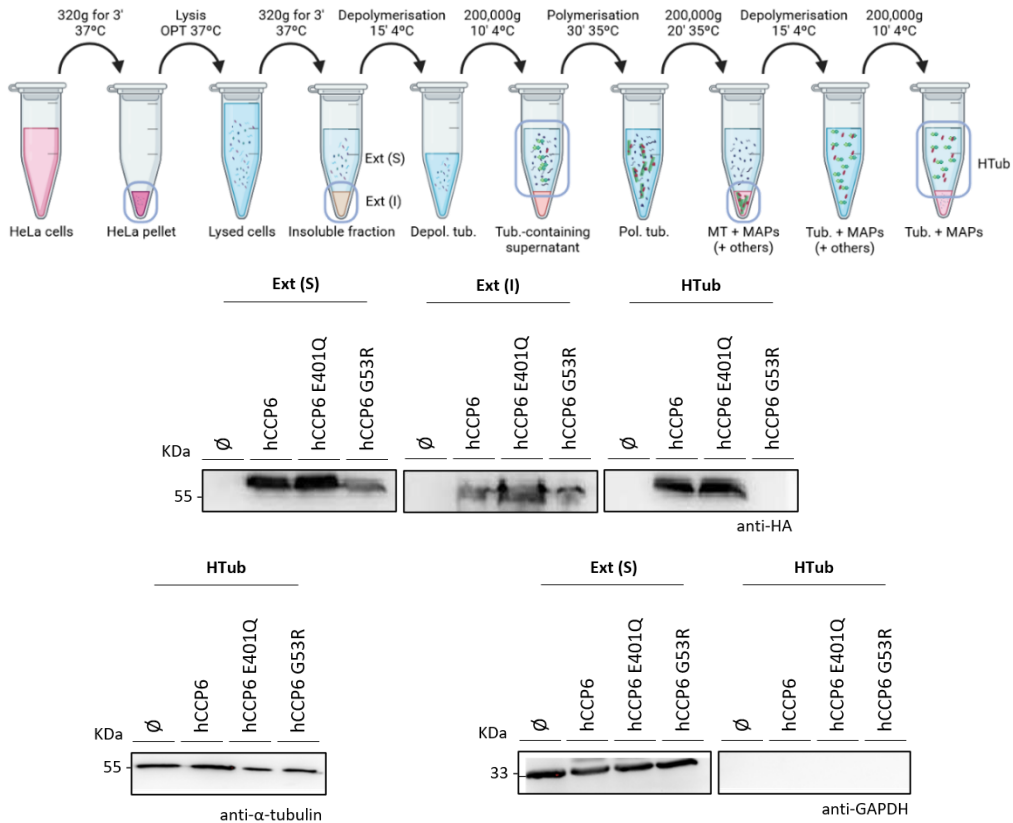 320g for 3'
37ºC
Lysis
OPT 37ºC
320g for 3'
37ºC
Depolymerisation
15' 4ºC
200,000g
10' 4ºC
Polymerisation
30' 35ºC
200,000g
20' 35ºC
Depolymerisation
15' 4ºC
200,000g
10' 4ºC
Ext (S)
Ext (I)
HTub
HeLa cells
HeLa pellet
Lysed cells
Insoluble fraction
Depol. tub.
Tub.-containing
supernatant
Pol. tub.
MT + MAPs
(+ others)
Tub. + MAPs
(+ others)
Tub. + MAPs
Ext (S)
Ext (I)
HTub
KDa
Ø
hCCP6
hCCP6 E401Q
hCCP6 G53R
Ø
hCCP6
hCCP6 E401Q
hCCP6 G53R
Ø
hCCP6
hCCP6 E401Q
hCCP6 G53R
55
anti-HA
HTub
Ext (S)
HTub
KDa
Ø
hCCP6
hCCP6 E401Q
hCCP6 G53R
55
anti-α-tubulin
KDa
Ø
hCCP6
hCCP6 E401Q
hCCP6 G53R
Ø
hCCP6
hCCP6 E401Q
hCCP6 G53R
33
anti-GAPDH